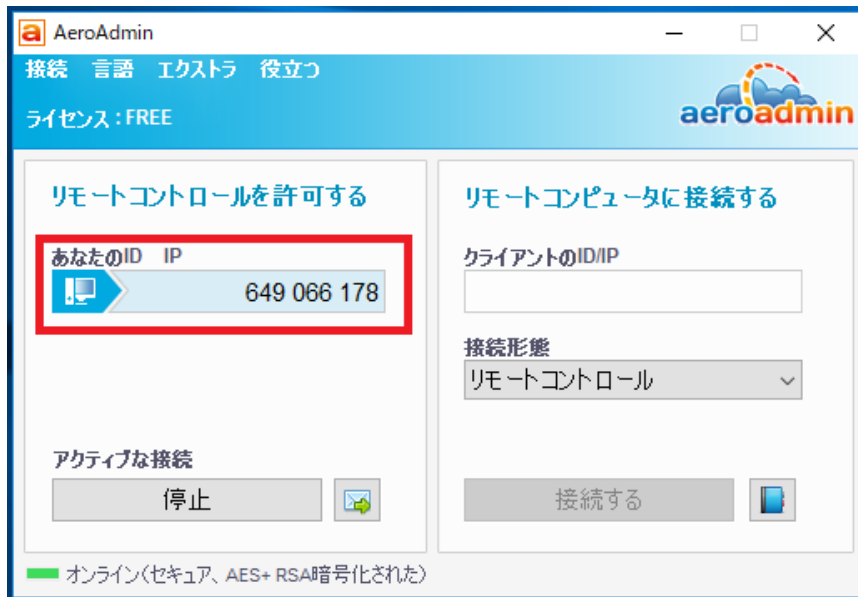 AeroAdmin
接続 言語 エクストラ 役立つ
ライセンス：FREE
aeroadmin
リモートコントロールを許可する
あなたのID IP
649 066 178
アクティブな接続
停止
リモートコンピュータに接続する
クライアントのID/IP
接続形態
リモートコントロール
接続する
オンライン（セキュア、AES+ RSA暗号化された）